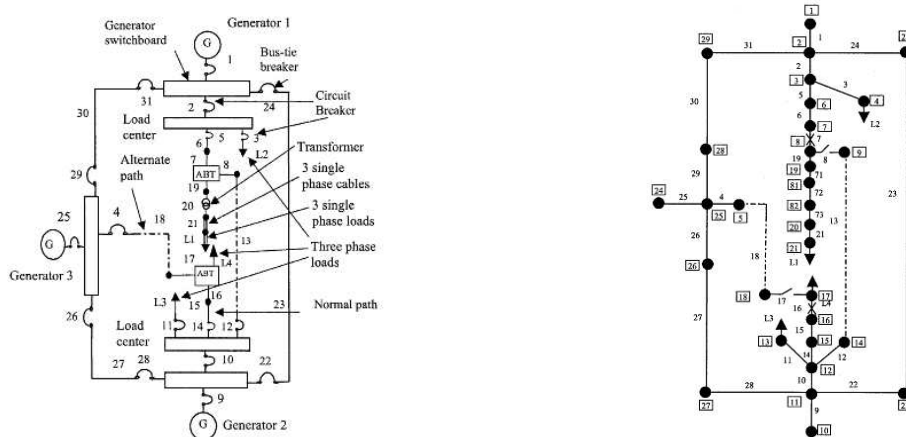 Generator 1
Generator
switchboard
G
Bus-tie
breaker
1
31
24
2
Circuit
Breaker
30
Load
center
5
3
6
L2
Transformer
Alternate
path
7
8
ABT
3 single
phase cables
29
19
20
3 single
phase loads
25
4
18
21
L1
13
Three phase
loads
G
17
L4
Generator 3
ABT
16
Normal path
26
L3
15
23
Load
center
11
14
12
10
27
28
22
9
G
Generator 2
1
1
29
31
2
24
2
2
3
3
30
5
6
4
6
L2
7
8
7
28
8
9
19
29
19
71
24
81
72
23
25
4
82
13
25
5
73
20
26
21
21
26
18
L1
18
17
17
L4
16
16
27
L3
15
13
15
14
14
11
12
12
10
28
22
27
11
9
10